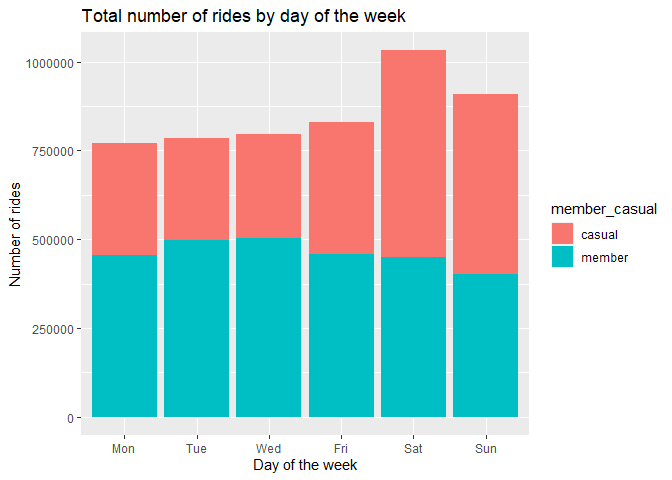 Total number of rides by day of the week
Number of rides
1000000
750000
500000
250000
0
Mon Tue Wed Fri Sat Sun
Day of the week
member_casual
casual
member